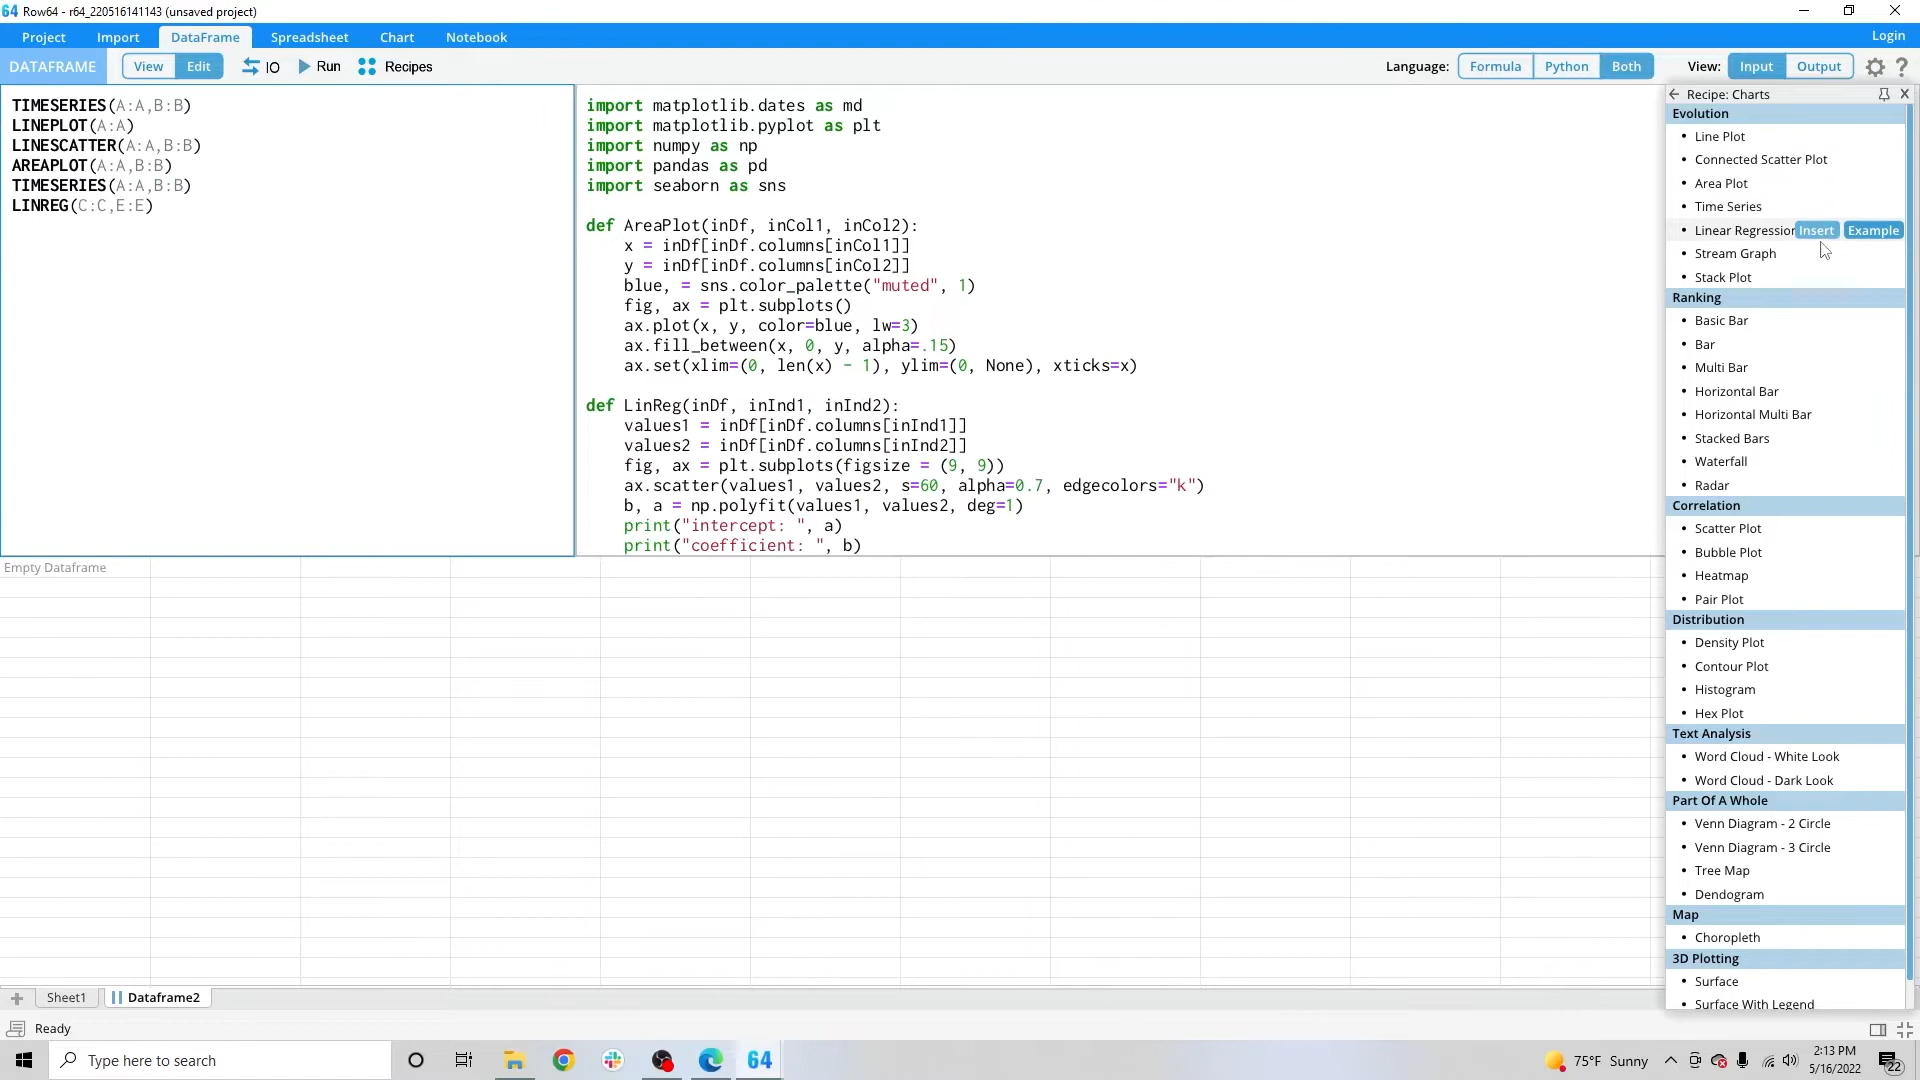 64 Row64 - r64_220516141143 (unsaved project)
Project Import DataFrame Spreadsheet Chart Notebook Login
DATAFRAME View Edit IO Run Recipes Language: Formula Python Both View: Input Output ?
TIMESERIES(A:A,B:B)
LINEPLOT(A:A)
LINESCATTER(A:A,B:B)
AREAPLOT(A:A,B:B)
TIMESERIES(A:A,B:B)
LINREG(C:C,E:E)
import matplotlib.dates as md
import matplotlib.pyplot as plt
import numpy as np
import pandas as pd
import seaborn as sns
def AreaPlot(inDf, inCol1, inCol2):
x = inDf[inDf.columns[inCol1]]
y = inDf[inDf.columns[inCol2]]
blue, = sns.color_palette("muted", 1)
fig, ax = plt.subplots()
ax.plot(x, y, color=blue, lw=3)
ax.fill_between(x, 0, y, alpha=.15)
ax.set(xlim=(0, len(x) - 1), ylim=(0, None), xticks=x)
def LinReg(inDf, inInd1, inInd2):
values1 = inDf[inDf.columns[inInd1]]
values2 = inDf[inDf.columns[inInd2]]
fig, ax = plt.subplots(figsize = (9, 9))
ax.scatter(values1, values2, s=60, alpha=0.7, edgecolors="k")
b, a = np.polyfit(values1, values2, deg=1)
print("intercept: ", a)
print("coefficient: ", b)
Recipe: Charts
Evolution
Line Plot
Connected Scatter Plot
Area Plot
Time Series
Linear Regression Insert Example
Stream Graph
Stack Plot
Ranking
Basic Bar
Bar
Multi Bar
Horizontal Bar
Horizontal Multi Bar
Stacked Bars
Waterfall
Radar
Correlation
Scatter Plot
Bubble Plot
Heatmap
Pair Plot
Distribution
Density Plot
Contour Plot
Histogram
Hex Plot
Text Analysis
Word Cloud - White Look
Word Cloud - Dark Look
Part Of A Whole
Venn Diagram - 2 Circle
Venn Diagram - 3 Circle
Tree Map
Dendogram
Map
Choropleth
3D Plotting
Surface
Surface With Legend
Empty Dataframe
Sheet1 Dataframe2
Ready
Type here to search 64 75°F Sunny 2:13 PM
5/16/2022 22